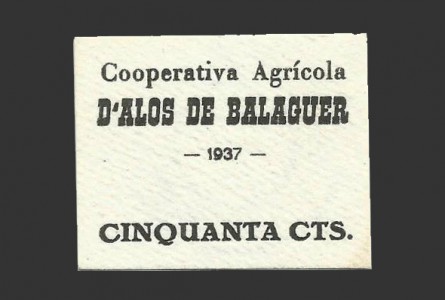 Cooperativa Agrícola
D'ALOS DE BALAGUER
— 1937 —
CINQUANTA CTS.